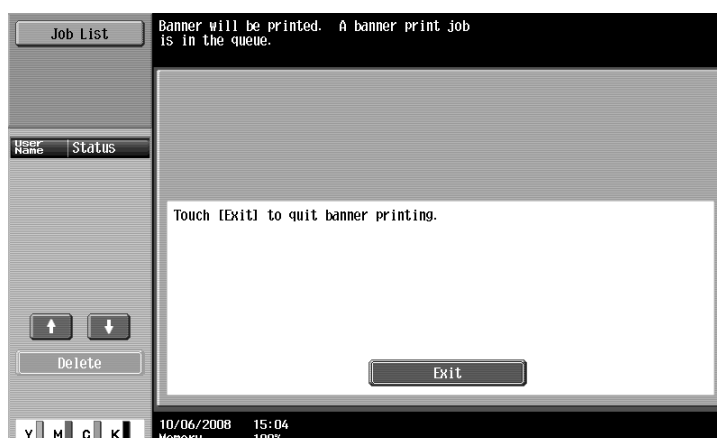 Job List
Banner will be printed. A banner print job
is in the queue.
User Name Status
Touch [Exit] to quit banner printing.
Delete
Exit
Y M C K
10/06/2008 15:04
Memory 100%